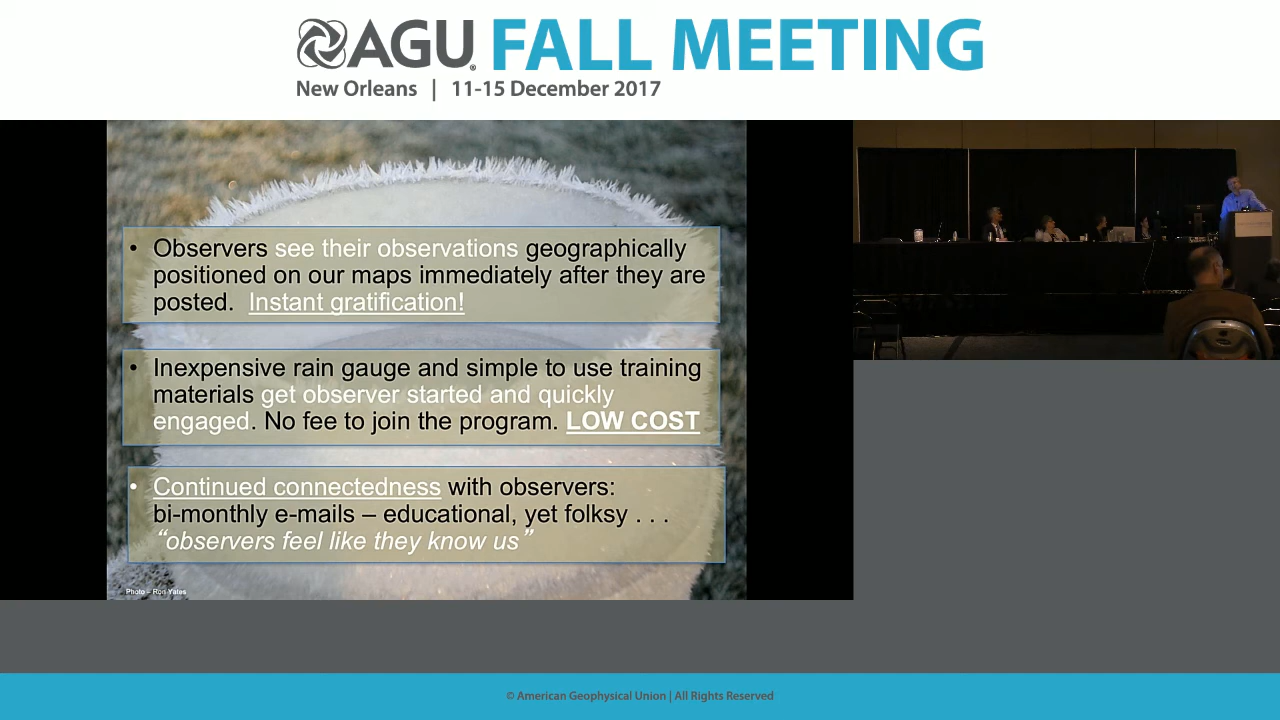 AGU FALL MEETING
New Orleans | 11-15 December 2017
• Observers see their observations geographically
positioned on our maps immediately after they are
posted. Instant gratification!
• Inexpensive rain gauge and simple to use training
materials get observer started and quickly
engaged. No fee to join the program. LOW COST
• Continued connectedness with observers:
bi-monthly e-mails – educational, yet folksy . . .
“observers feel like they know us”
Photo – Ron Yates
© American Geophysical Union | All Rights Reserved